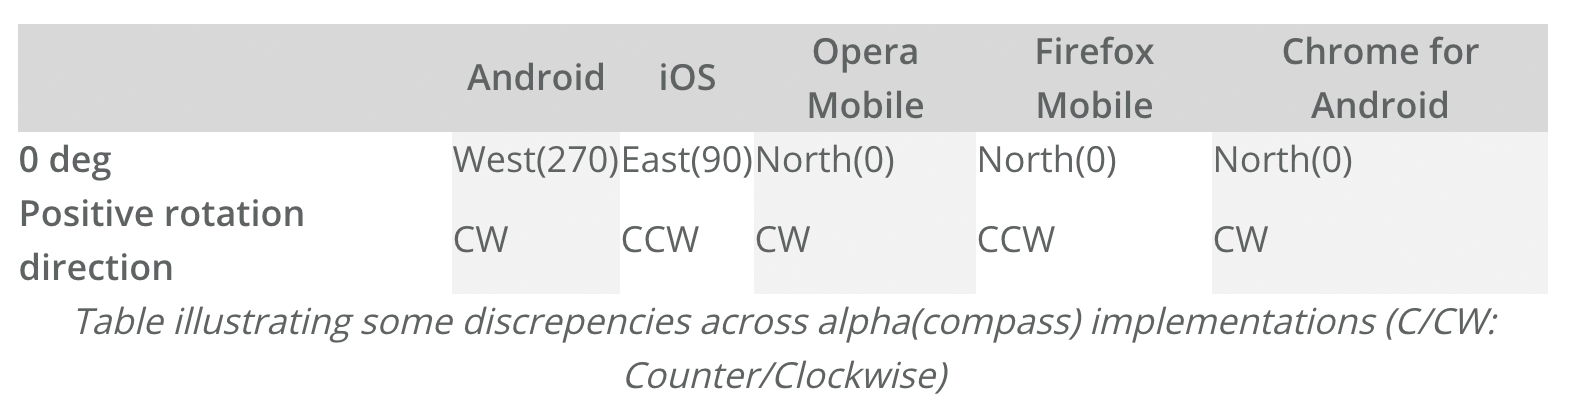 Android iOS Opera Mobile Firefox Mobile Chrome for Android
0 deg West(270) East(90) North(0) North(0) North(0)
Positive rotation direction CW CCW CW CCW CW
Table illustrating some discrepencies across alpha(compass) implementations (C/CW:
Counter/Clockwise)